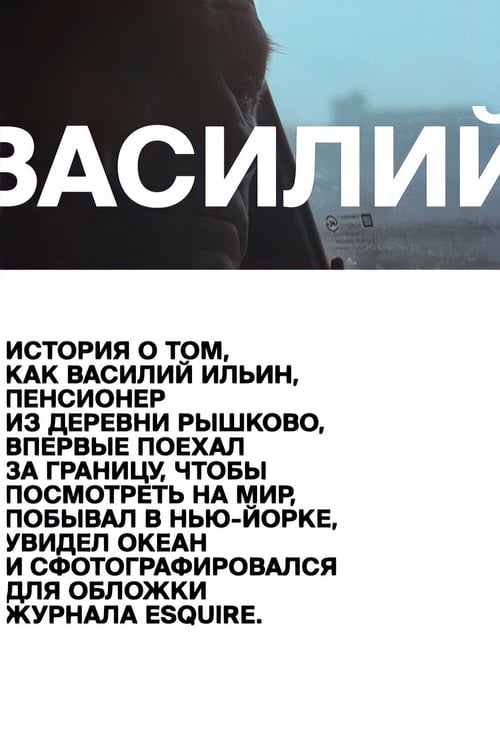 ВАСИЛИЙ
ИСТОРИЯ О ТОМ,
КАК ВАСИЛИЙ ИЛЬИН,
ПЕНСИОНЕР
ИЗ ДЕРЕВНИ РЫШКОВО,
ВПЕРВЫЕ ПОЕХАЛ
ЗА ГРАНИЦУ, ЧТОБЫ
ПОСМОТРЕТЬ НА МИР,
ПОБЫВАЛ В НЬЮ-ЙОРКЕ,
УВИДЕЛ ОКЕАН
И СФОТОГРАФИРОВАЛСЯ
ДЛЯ ОБЛОЖКИ
ЖУРНАЛА ESQUIRE.